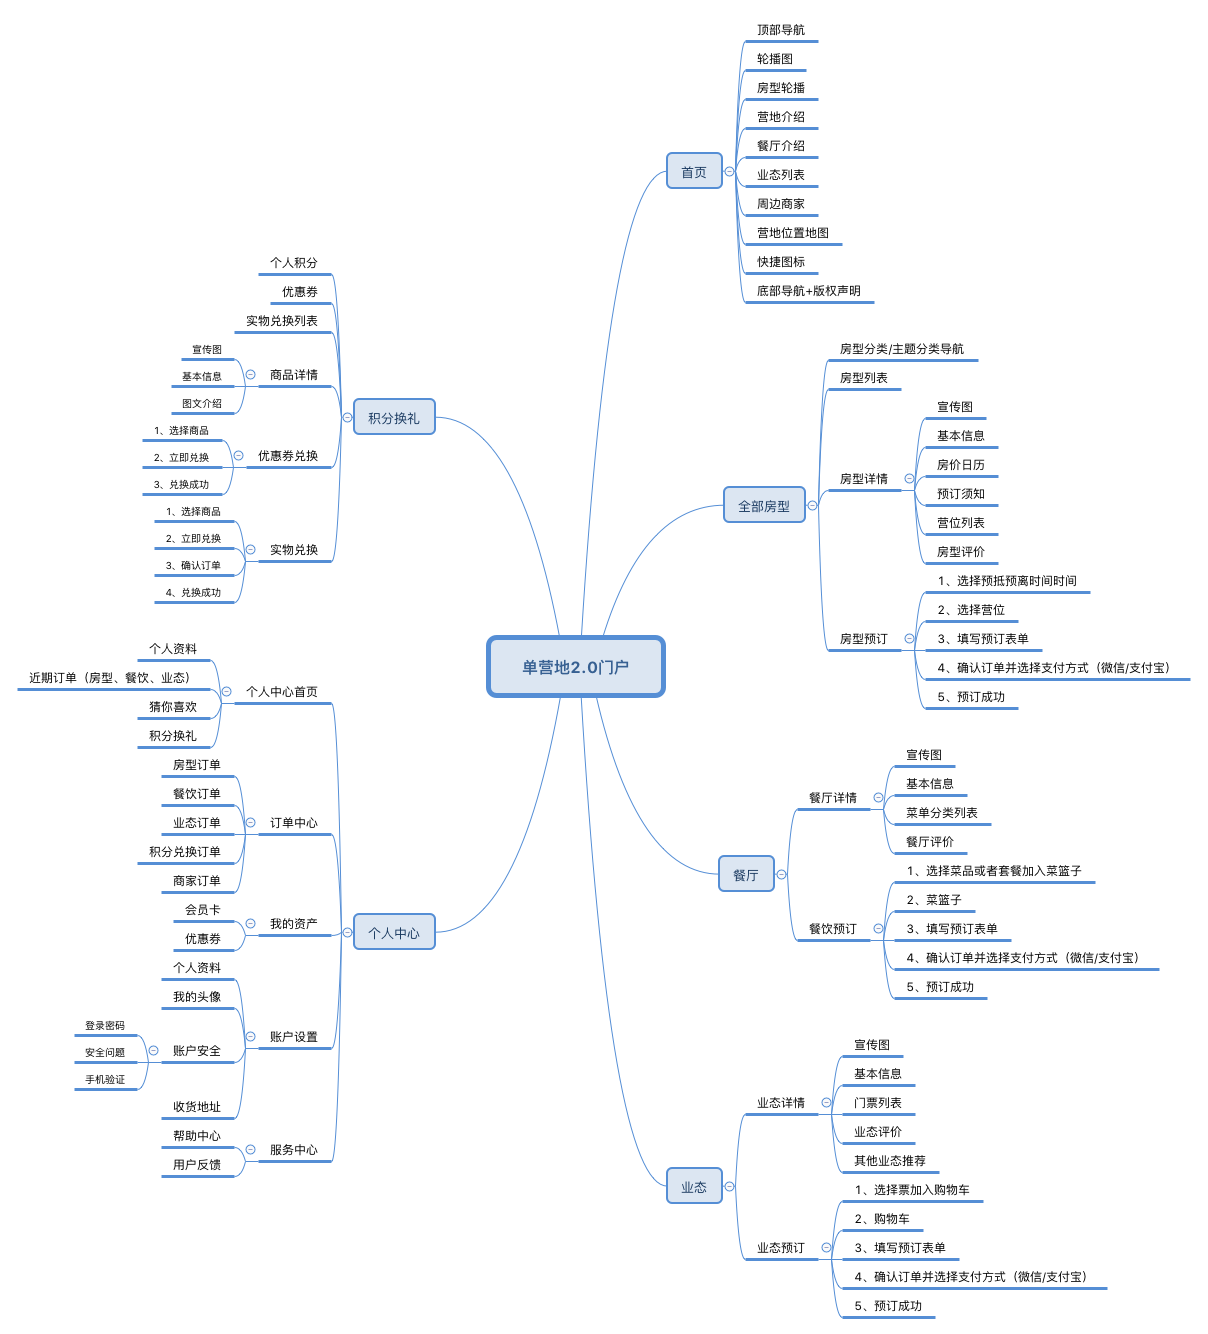 单营地2.0门户
首页
顶部导航
轮播图
房型轮播
营地介绍
餐厅介绍
业态列表
周边商家
营地位置地图
快捷图标
底部导航+版权声明
全部房型
房型分类/主题分类导航
房型列表
房型详情
宣传图
基本信息
房价日历
预订须知
营位列表
房型评价
房型预订
1、选择预抵预离时间时间
2、选择营位
3、填写预订表单
4、确认订单并选择支付方式（微信/支付宝）
5、预订成功
餐厅
餐厅详情
宣传图
基本信息
菜单分类列表
餐厅评价
餐饮预订
1、选择菜品或者套餐加入菜篮子
2、菜篮子
3、填写预订表单
4、确认订单并选择支付方式（微信/支付宝）
5、预订成功
业态
业态详情
宣传图
基本信息
门票列表
业态评价
其他业态推荐
业态预订
1、选择票加入购物车
2、购物车
3、填写预订表单
4、确认订单并选择支付方式（微信/支付宝）
5、预订成功
积分换礼
个人积分
优惠券
实物兑换列表
商品详情
宣传图
基本信息
图文介绍
优惠券兑换
1、选择商品
2、立即兑换
3、兑换成功
实物兑换
1、选择商品
2、立即兑换
3、确认订单
4、兑换成功
个人中心
个人中心首页
个人资料
近期订单（房型、餐饮、业态）
猜你喜欢
积分换礼
订单中心
房型订单
餐饮订单
业态订单
积分兑换订单
商家订单
我的资产
会员卡
优惠券
账户设置
个人资料
我的头像
账户安全
登录密码
安全问题
手机验证
收货地址
服务中心
帮助中心
用户反馈